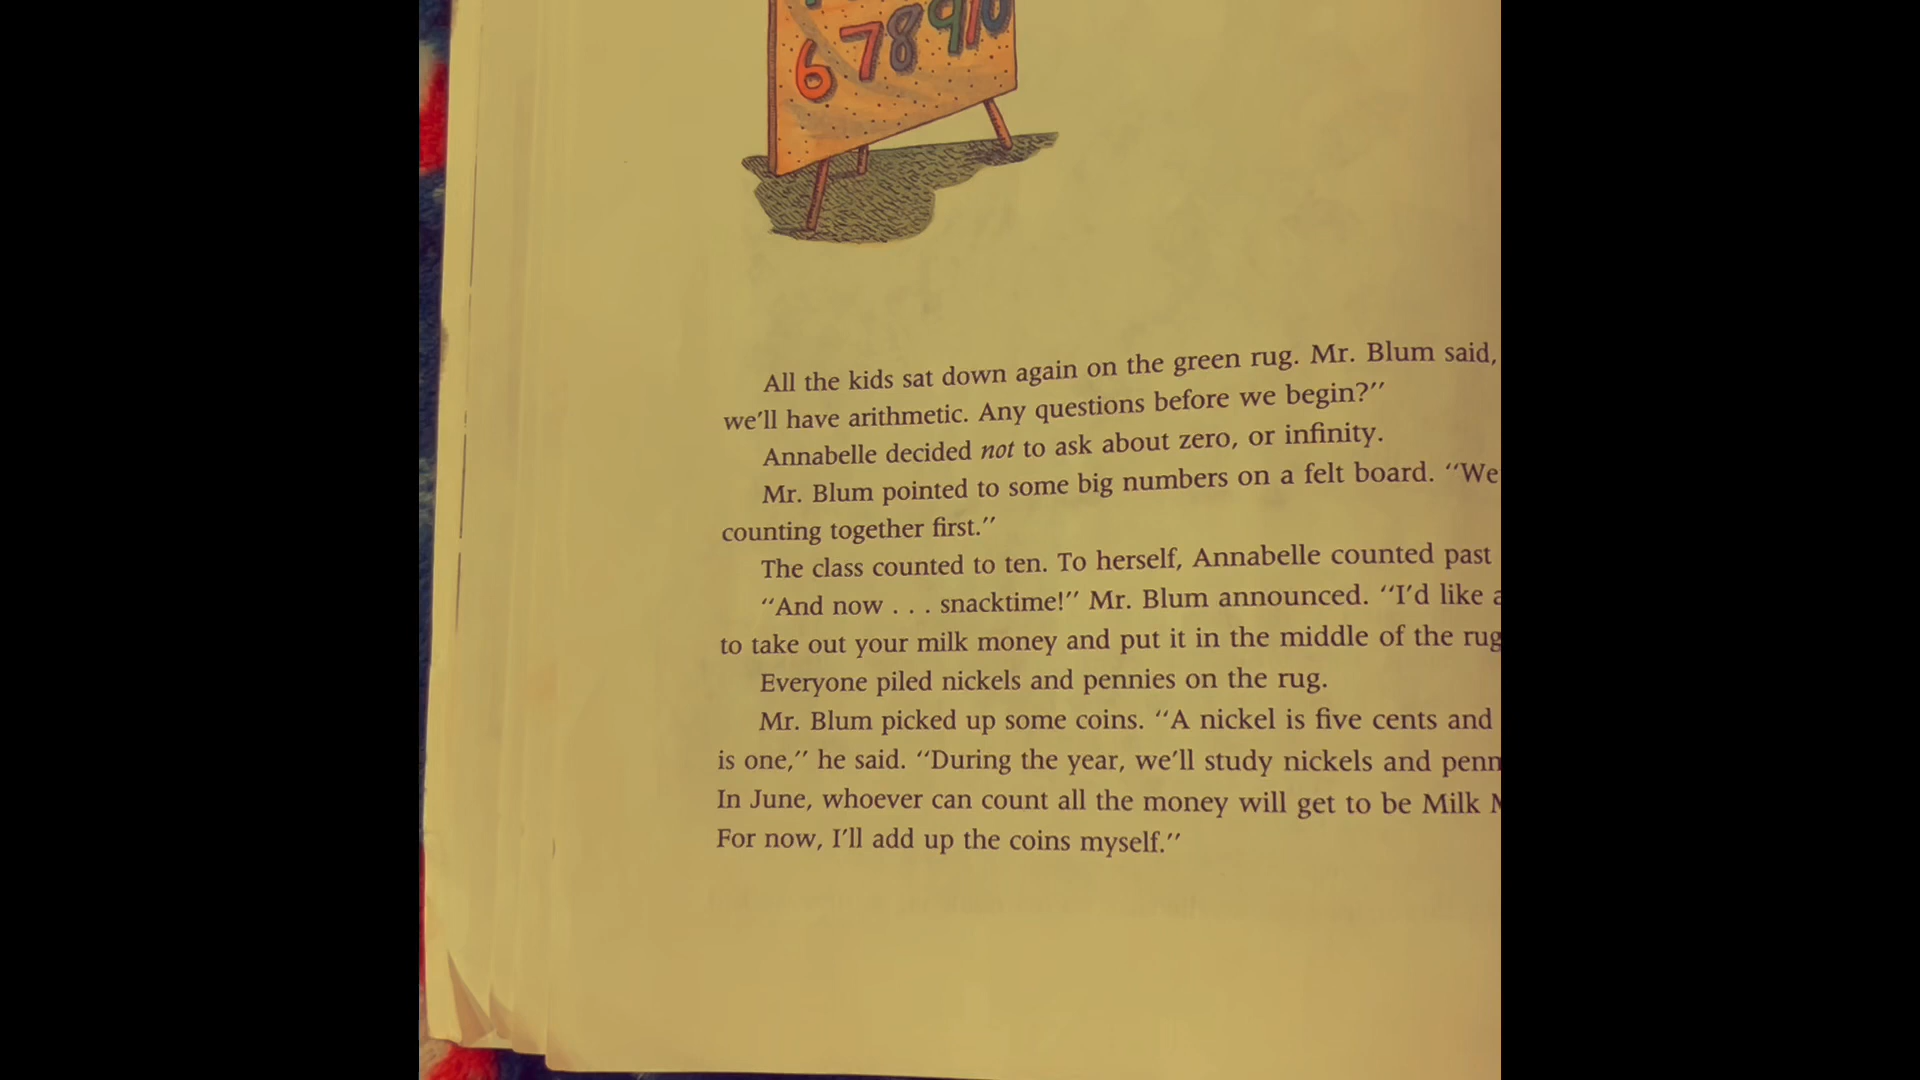 6 7 8 9 10
All the kids sat down again on the green rug. Mr. Blum said,
we’ll have arithmetic. Any questions before we begin?”
Annabelle decided not to ask about zero, or infinity.
Mr. Blum pointed to some big numbers on a felt board. “We
counting together first.”
The class counted to ten. To herself, Annabelle counted past
“And now . . . snacktime!” Mr. Blum announced. “I’d like
to take out your milk money and put it in the middle of the rug
Everyone piled nickels and pennies on the rug.
Mr. Blum picked up some coins. “A nickel is five cents and
is one,” he said. “During the year, we’ll study nickels and
In June, whoever can count all the money will get to be Milk
For now, I’ll add up the coins myself.”